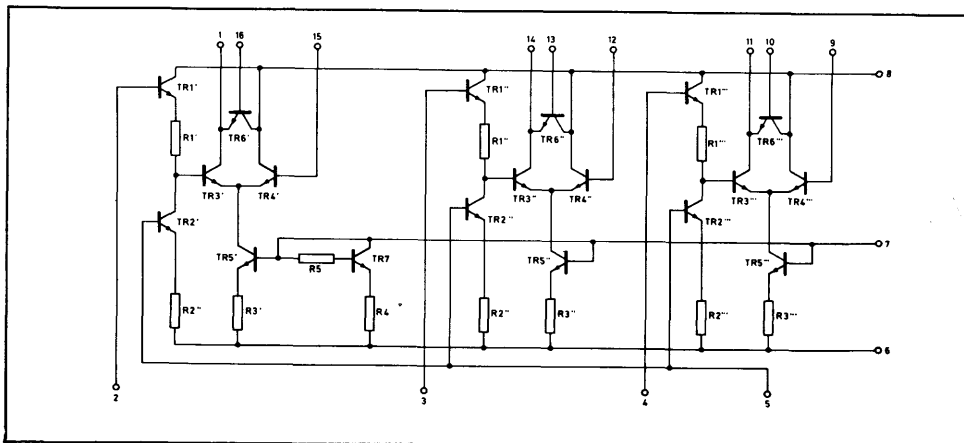 1 16 15 14 13 12 11 10 9
8
TR1' TR1'' TR1'''
TR6' TR6'' TR6'''
R1' R1'' R1'''
TR3' TR4' TR3'' TR4'' TR3''' TR4'''
TR2' TR2'' TR2'''
7
TR5' R5 TR7 TR5'' TR5'''
R2'' R3' R4 R2'' R3'' R2''' R3'''
6
2 3 4 5